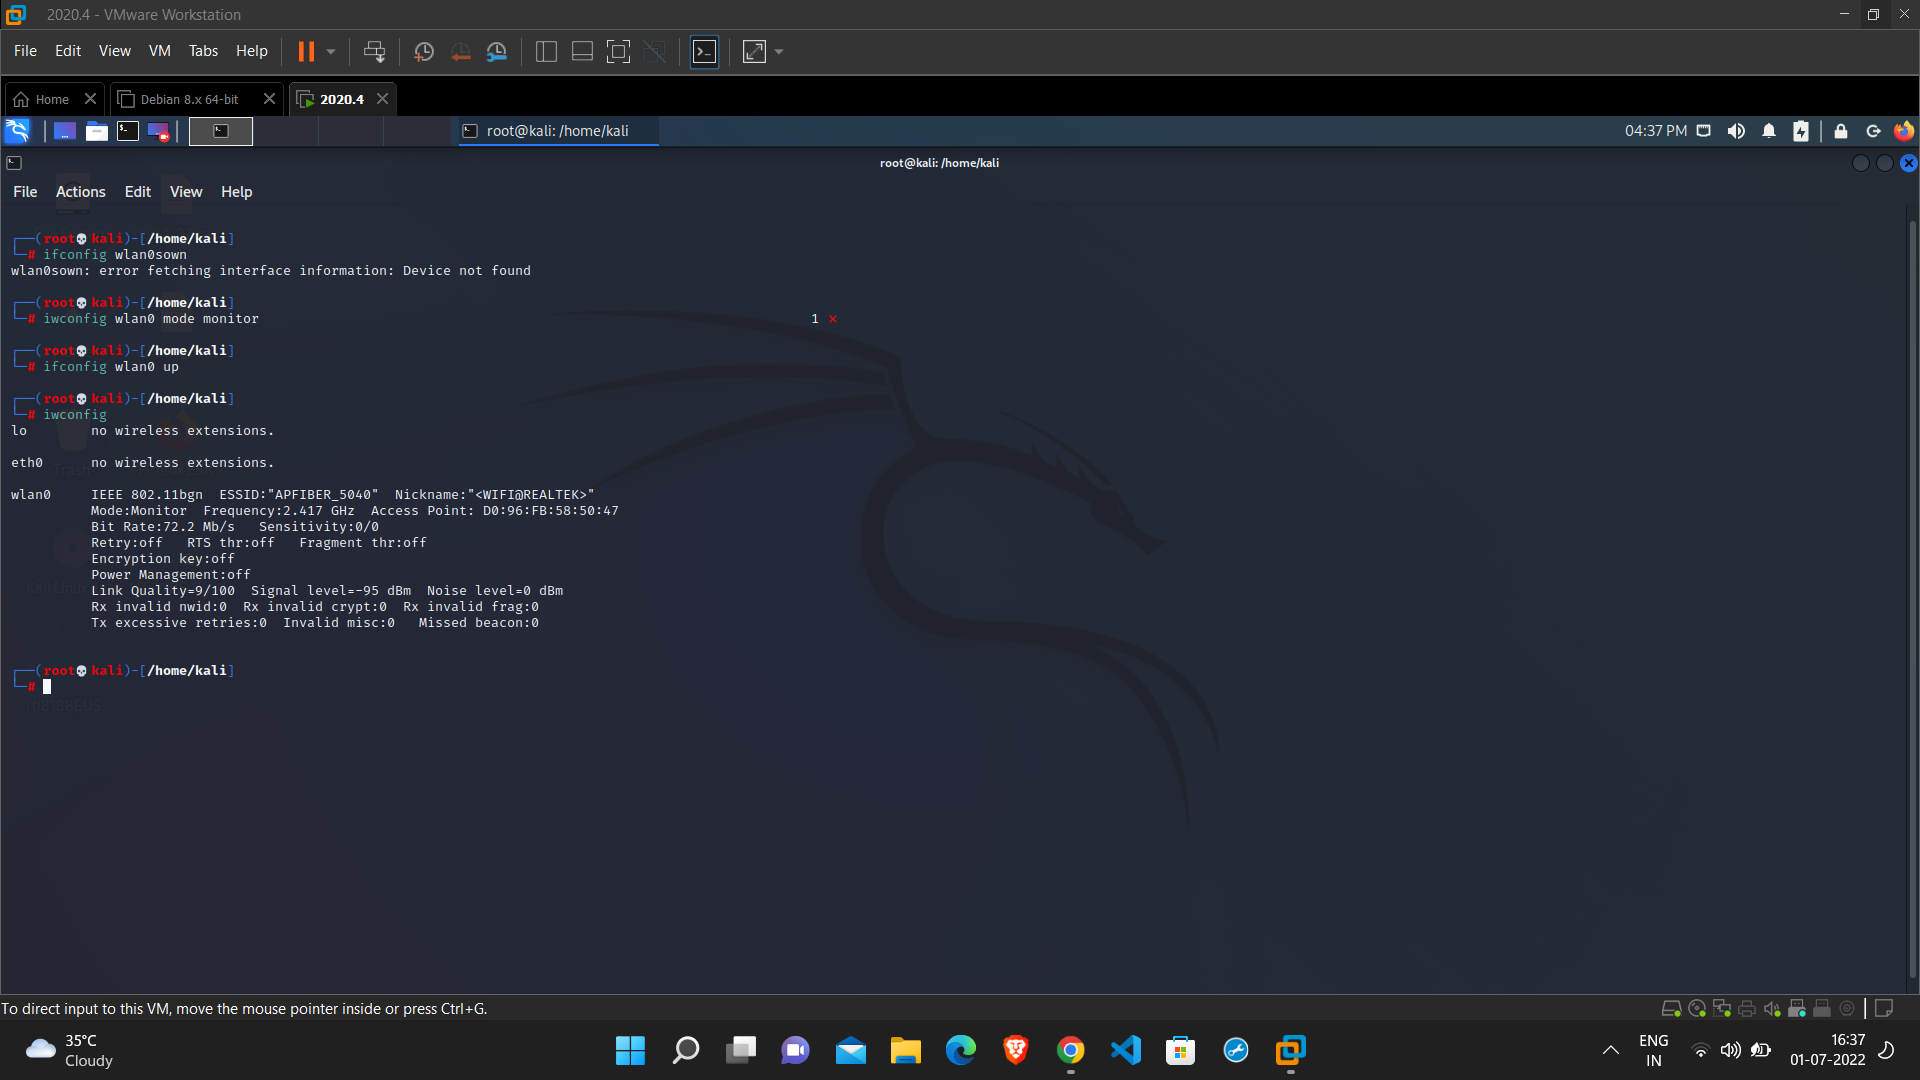 2020.4 - VMware Workstation
File Edit View VM Tabs Help
Home Debian 8.x 64-bit 2020.4
root@kali: /home/kali 04:37 PM
root@kali: /home/kali
File Actions Edit View Help
┌──(root💀kali)-[/home/kali]
└─# ifconfig wlan0sown
wlan0sown: error fetching interface information: Device not found
┌──(root💀kali)-[/home/kali]
└─# iwconfig wlan0 mode monitor 1 ⨯
┌──(root💀kali)-[/home/kali]
└─# ifconfig wlan0 up
┌──(root💀kali)-[/home/kali]
└─# iwconfig
lo no wireless extensions.
eth0 no wireless extensions.
wlan0 IEEE 802.11bgn ESSID:"APFIBER_5040" Nickname:"<WIFI@REALTEK>"
Mode:Monitor Frequency:2.417 GHz Access Point: D0:96:FB:58:50:47
Bit Rate:72.2 Mb/s Sensitivity:0/0
Retry:off RTS thr:off Fragment thr:off
Encryption key:off
Power Management:off
Link Quality=9/100 Signal level=-95 dBm Noise level=0 dBm
Rx invalid nwid:0 Rx invalid crypt:0 Rx invalid frag:0
Tx excessive retries:0 Invalid misc:0 Missed beacon:0
┌──(root💀kali)-[/home/kali]
└─#
To direct input to this VM, move the mouse pointer inside or press Ctrl+G.
35°C
Cloudy
ENG
IN
16:37
01-07-2022